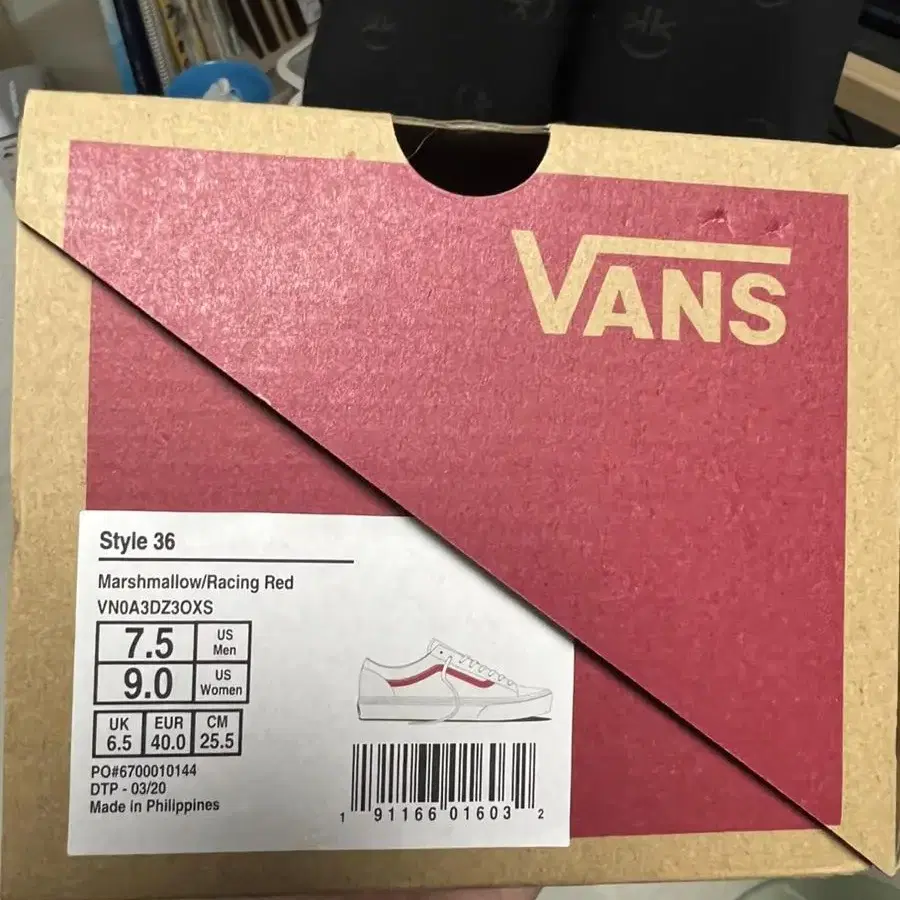 VANS
Style 36
Marshmallow/Racing Red
VN0A3DZ3OXS
7.5 US Men
9.0 US Women
UK EUR CM
6.5 40.0 25.5
PO#6700010144
DTP - 03/20
Made in Philippines
1 91166 01603 2